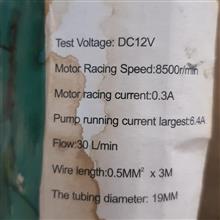 Test Voltage: DC12V
Motor Racing Speed:8500r/min
Motor racing current:0.3A
Pump running current largest:6.4A
Flow:30 L/min
Wire length:0.5MM² x 3M
The tubing diameter: 19MM